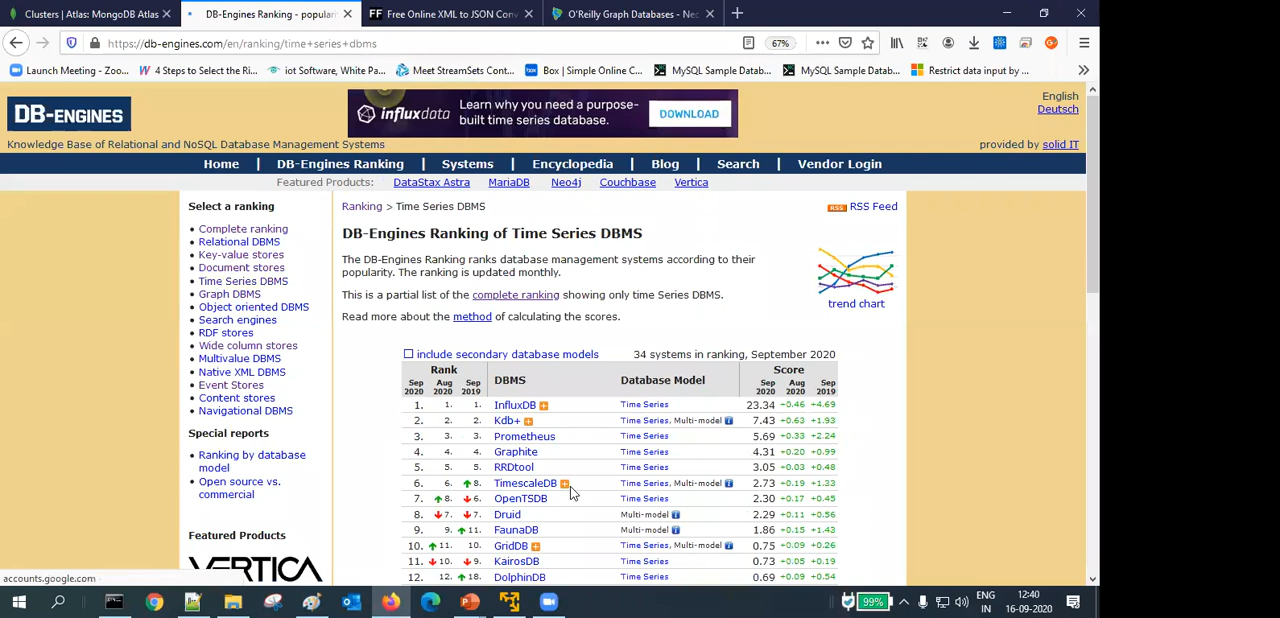 Clusters | Atlas: MongoDB Atlas
DB-Engines Ranking - popular
Free Online XML to JSON Conv
O'Reilly Graph Databases - Neo
https://db-engines.com/en/ranking/time+series+dbms
67%
Launch Meeting - Zoo...
4 Steps to Select the Ri...
iot Software, White Pa...
Meet StreamSets Cont...
Box | Simple Online C...
MySQL Sample Datab...
MySQL Sample Datab...
Restrict data input by ...
DB-ENGINES
influxdata
Learn why you need a purpose-
built time series database.
DOWNLOAD
English
Deutsch
Knowledge Base of Relational and NoSQL Database Management Systems
provided by solid IT
Home | DB-Engines Ranking | Systems | Encyclopedia | Blog | Search | Vendor Login
Featured Products: DataStax Astra MariaDB Neo4j Couchbase Vertica
Select a ranking
Complete ranking
Relational DBMS
Key-value stores
Document stores
Time Series DBMS
Graph DBMS
Object oriented DBMS
Search engines
RDF stores
Wide column stores
Multivalue DBMS
Native XML DBMS
Event Stores
Content stores
Navigational DBMS
Special reports
Ranking by database
model
Open source vs.
commercial
Featured Products
VERTICA
Ranking > Time Series DBMS
RSS RSS Feed
DB-Engines Ranking of Time Series DBMS
The DB-Engines Ranking ranks database management systems according to their
popularity. The ranking is updated monthly.
This is a partial list of the complete ranking showing only time Series DBMS.
Read more about the method of calculating the scores.
trend chart
include secondary database models
34 systems in ranking, September 2020
Rank DBMS Database Model Score
Sep 2020 Aug 2020 Sep 2019 Sep 2020 Aug 2020 Sep 2019
1. 1. 1. InfluxDB Time Series 23.34 +0.46 +4.69
2. 2. 2. Kdb+ Time Series, Multi-model 7.43 +0.63 +1.93
3. 3. 3. Prometheus Time Series 5.69 +0.33 +2.24
4. 4. 4. Graphite Time Series 4.31 +0.20 +0.99
5. 5. 5. RRDtool Time Series 3.05 +0.03 +0.48
6. 6. 8. TimescaleDB Time Series, Multi-model 2.73 +0.19 +1.33
7. 8. 6. OpenTSDB Time Series 2.30 +0.17 +0.45
8. 7. 7. Druid Multi-model 2.29 +0.11 +0.56
9. 9. 11. FaunaDB Multi-model 1.86 +0.15 +1.43
10. 11. 10. GridDB Time Series, Multi-model 0.75 +0.09 +0.26
11. 10. 9. KairosDB Time Series 0.73 +0.05 +0.19
12. 12. 18. DolphinDB Time Series 0.69 +0.09 +0.54
accounts.google.com
99%
ENG
IN
12:40
16-09-2020